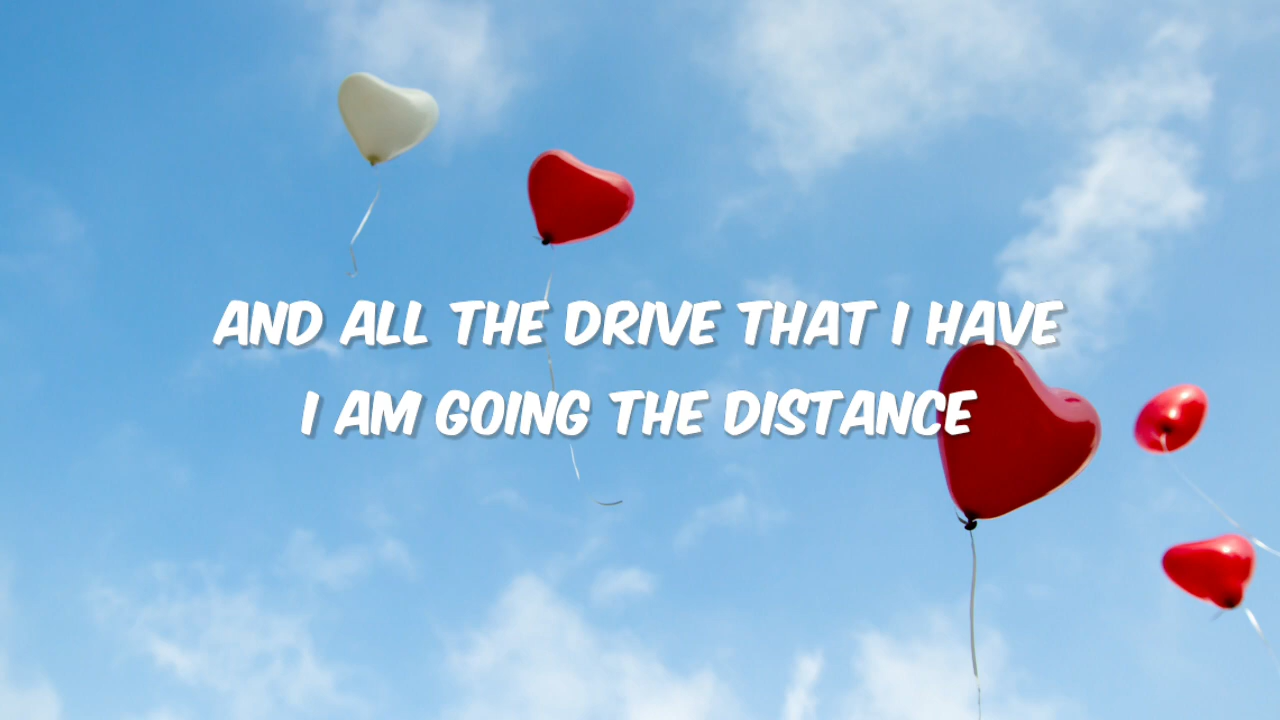 AND ALL THE DRIVE THAT I HAVE
I AM GOING THE DISTANCE